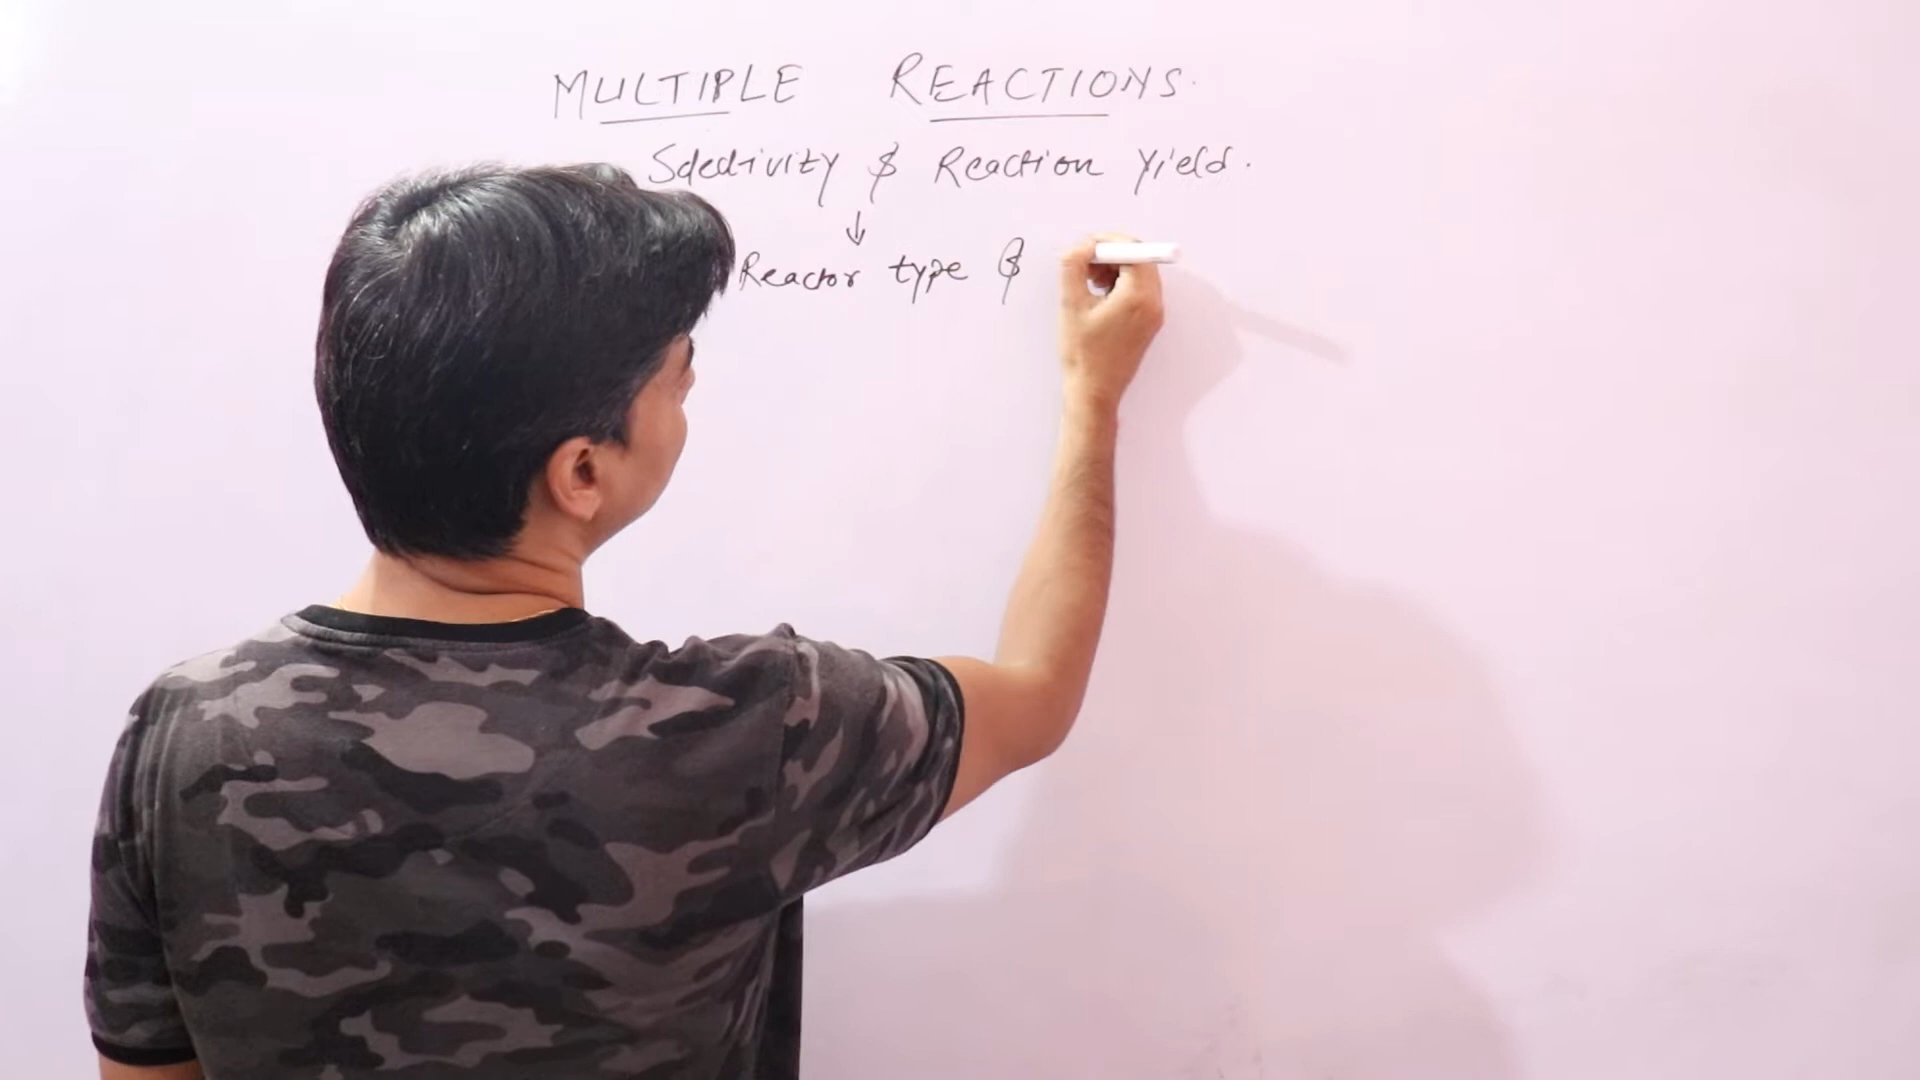 MULTIPLE REACTIONS.
Selectivity & Reaction Yield.
↓
Reactor type &